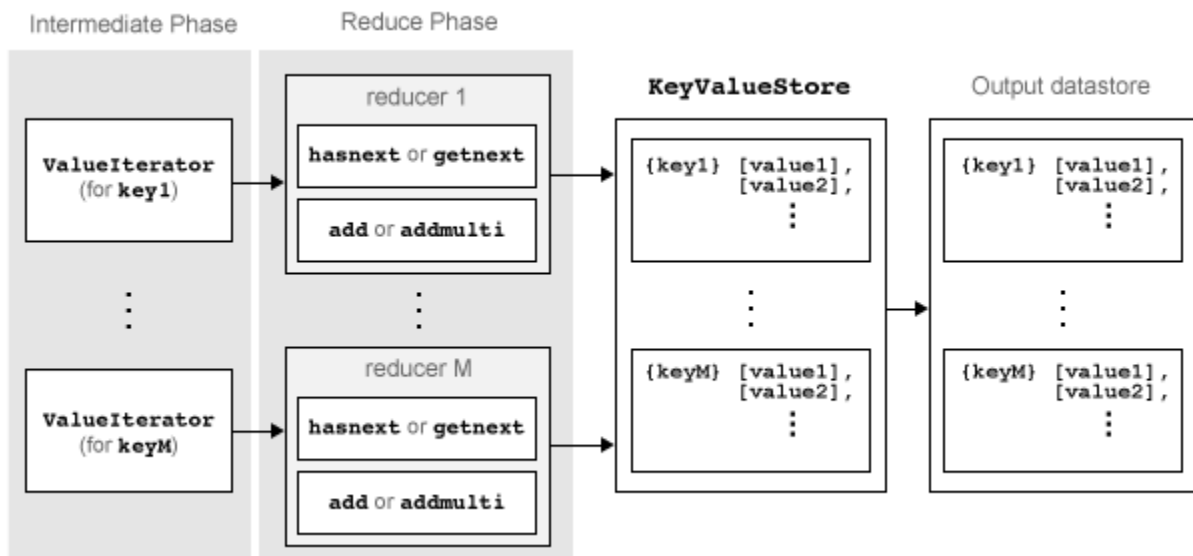 Intermediate Phase
Reduce Phase
KeyValueStore
Output datastore
ValueIterator
(for key1)
reducer 1
hasnext or getnext
add or addmulti
{key1} [value1],
[value2],
{key1} [value1],
[value2],
ValueIterator
(for keyM)
reducer M
hasnext or getnext
add or addmulti
{keyM} [value1],
[value2],
{keyM} [value1],
[value2],